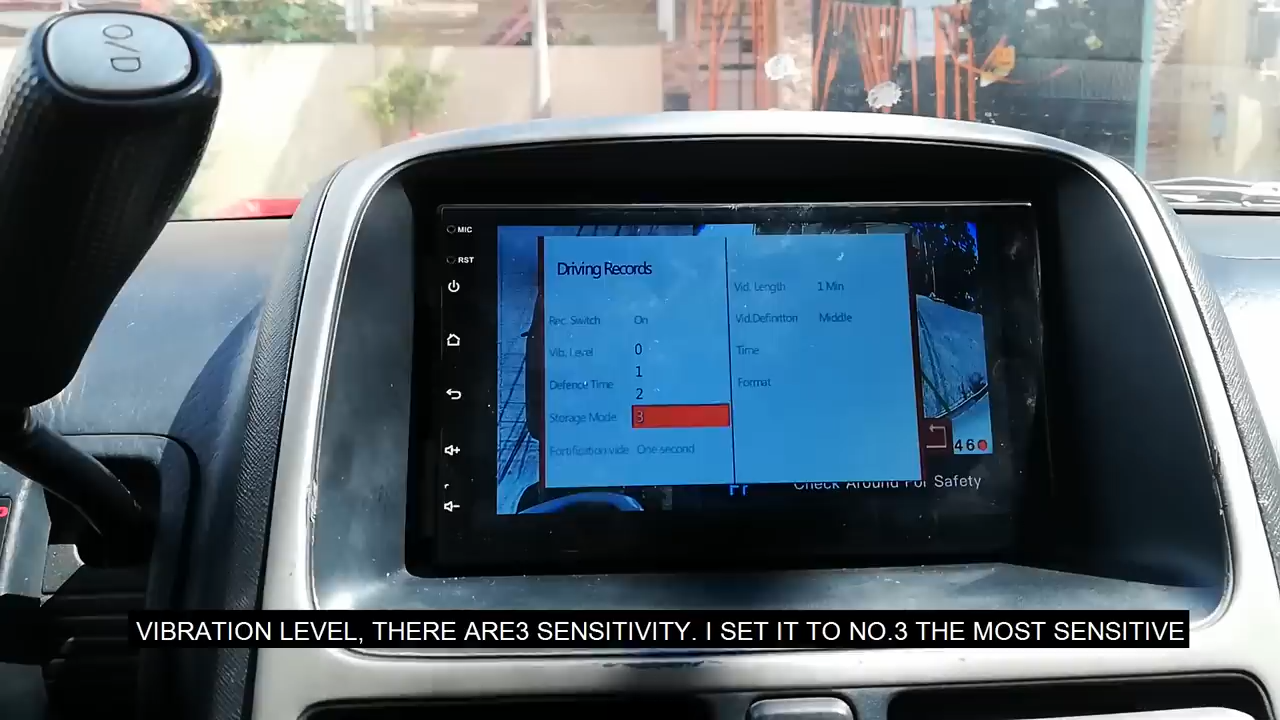 O/D
MIC
RST
Driving Records
Rec. Switch On
Vib. Level 0
1
Defence Time 2
Storage Mode 3
Fortification vide One second
Vid. Length 1 Min
Vid.Definition Middle
Time
Format
460
Check Around For Safety
VIBRATION LEVEL, THERE ARE3 SENSITIVITY. I SET IT TO NO.3 THE MOST SENSITIVE